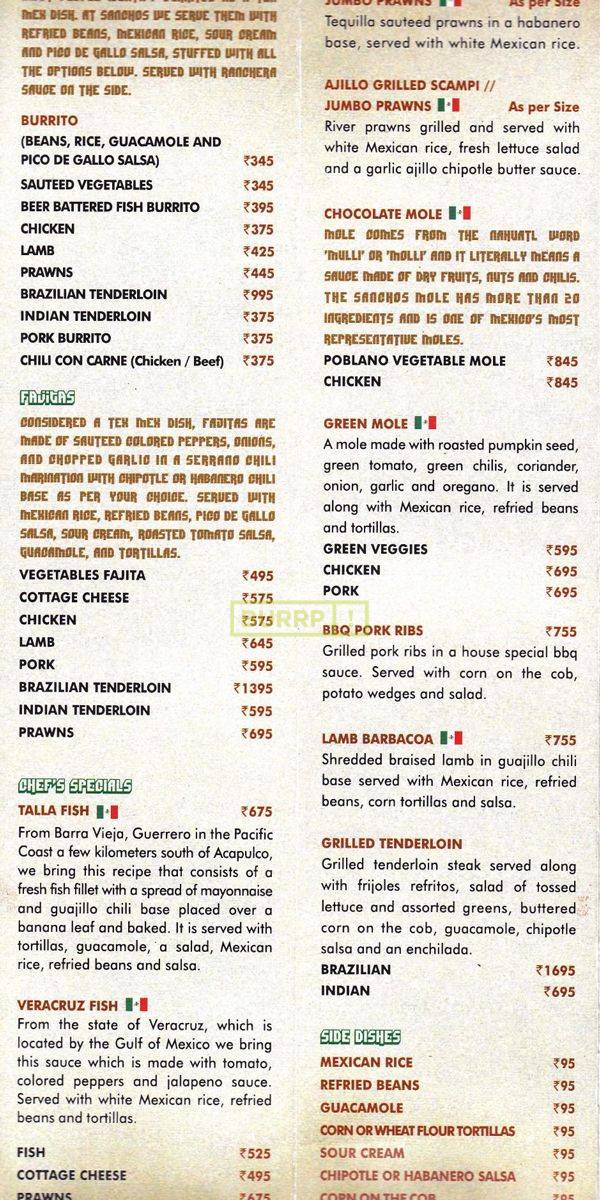 MEX DISH. AT SANCHOS WE SERVE THEM WITH
REFRIED BEANS, MEXICAN RICE, SOUR CREAM
AND PICO DE GALLO SALSA, STUFFED WITH ALL
THE OPTIONS BELOW. SERVED WITH RANCHERA
SAUCE ON THE SIDE.
BURRITO
(BEANS, RICE, GUACAMOLE AND
PICO DE GALLO SALSA) ₹345
SAUTEED VEGETABLES ₹345
BEER BATTERED FISH BURRITO ₹395
CHICKEN ₹375
LAMB ₹425
PRAWNS ₹445
BRAZILIAN TENDERLOIN ₹995
INDIAN TENDERLOIN ₹375
PORK BURRITO ₹375
CHILI CON CARNE (Chicken / Beef) ₹375
FAJITAS
CONSIDERED A TEX MEX DISH, FAJITAS ARE
MADE OF SAUTEED COLORED PEPPERS, ONIONS,
AND CHOPPED GARLIC IN A SERRANO CHILI
MARINATION WITH CHIPOTLE OR HABANERO CHILI
BASE AS PER YOUR CHOICE. SERVED WITH
MEXICAN RICE, REFRIED BEANS, PICO DE GALLO
SALSA, SOUR CREAM, ROASTED TOMATO SALSA,
GUACAMOLE, AND TORTILLAS.
VEGETABLES FAJITA ₹495
COTTAGE CHEESE ₹575
CHICKEN ₹575
LAMB ₹645
PORK ₹595
BRAZILIAN TENDERLOIN ₹1395
INDIAN TENDERLOIN ₹595
PRAWNS ₹695
CHEF'S SPECIALS
TALLA FISH ₹675
From Barra Vieja, Guerrero in the Pacific
Coast a few kilometers south of Acapulco,
we bring this recipe that consists of a
fresh fish fillet with a spread of mayonnaise
and guajillo chili base placed over a
banana leaf and baked. It is served with
tortillas, guacamole, a salad, Mexican
rice, refried beans and salsa.
VERACRUZ FISH
From the state of Veracruz, which is
located by the Gulf of Mexico we bring
this sauce which is made with tomato,
colored peppers and jalapeno sauce.
Served with white Mexican rice, refried
beans and tortillas.
FISH ₹525
COTTAGE CHEESE ₹495
PRAWNS ₹675
JUMBO PRAWNS As per Size
Tequilla sauteed prawns in a habanero
base, served with white Mexican rice.
AJILLO GRILLED SCAMPI //
JUMBO PRAWNS As per Size
River prawns grilled and served with
white Mexican rice, fresh lettuce salad
and a garlic ajillo chipotle butter sauce.
CHOCOLATE MOLE
MOLE COMES FROM THE NAHUATL WORD
'MULLI' OR 'MOLLI' AND IT LITERALLY MEANS A
SAUCE MADE OF DRY FRUITS, NUTS AND CHILIS.
THE SANCHOS MOLE HAS MORE THAN 20
INGREDIENTS AND IS ONE OF MEXICO'S MOST
REPRESENTATIVE MOLES.
POBLANO VEGETABLE MOLE ₹845
CHICKEN ₹845
GREEN MOLE
A mole made with roasted pumpkin seed,
green tomato, green chilis, coriander,
onion, garlic and oregano. It is served
along with Mexican rice, refried beans
and tortillas.
GREEN VEGGIES ₹595
CHICKEN ₹695
PORK ₹695
BURRP!
BBQ PORK RIBS ₹755
Grilled pork ribs in a house special bbq
sauce. Served with corn on the cob,
potato wedges and salad.
LAMB BARBACOA ₹755
Shredded braised lamb in guajillo chili
base served with Mexican rice, refried
beans, corn tortillas and salsa.
GRILLED TENDERLOIN
Grilled tenderloin steak served along
with frijoles refritos, salad of tossed
lettuce and assorted greens, buttered
corn on the cob, guacamole, chipotle
salsa and an enchilada.
BRAZILIAN ₹1695
INDIAN ₹695
SIDE DISHES
MEXICAN RICE ₹95
REFRIED BEANS ₹95
GUACAMOLE ₹95
CORN OR WHEAT FLOUR TORTILLAS ₹95
SOUR CREAM ₹95
CHIPOTLE OR HABANERO SALSA ₹95
CORN ON THE COB ₹95